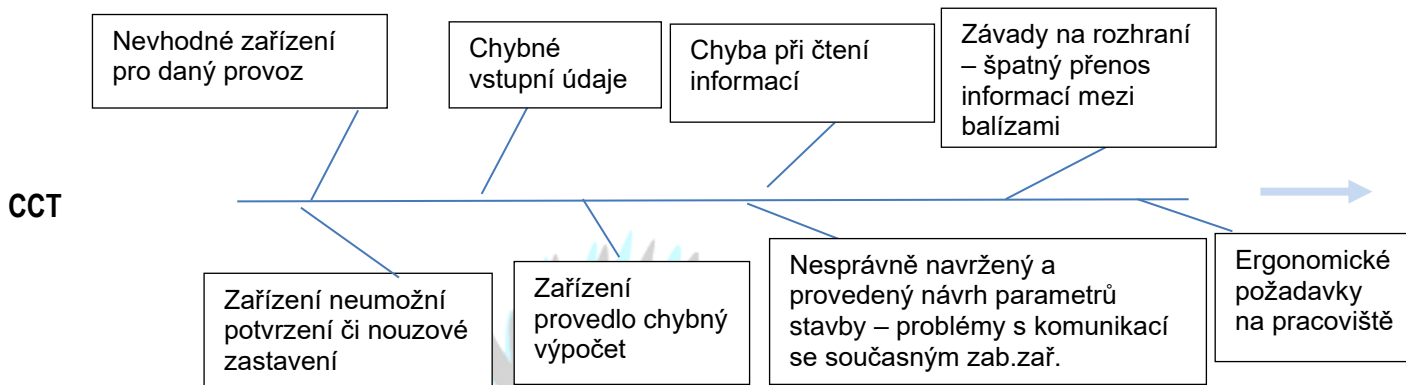 Nevhodné zařízení
pro daný provoz
Chybné
vstupní údaje
Chyba při čtení
informací
Závady na rozhraní
– špatný přenos
informací mezi
balízami
CCT
Zařízení neumožní
potvrzení či nouzové
zastavení
Zařízení
provedlo chybný
výpočet
Nesprávně navržený a
provedený návrh parametrů
stavby – problémy s komunikací
se současným zab.zař.
Ergonomické
požadavky
na pracoviště